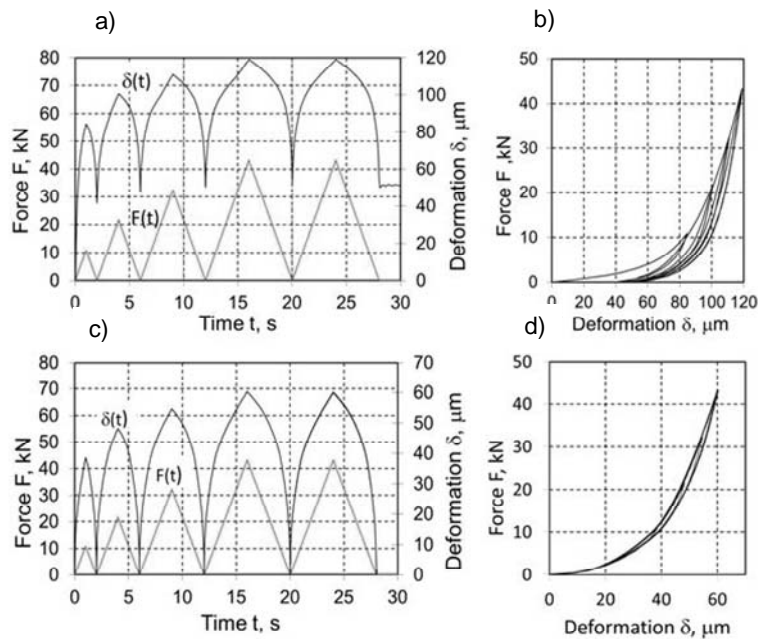 a)
80
70
60
50
40
30
20
10
0
Force F, kN
δ(t)
F(t)
120
100
80
60
40
20
0
Deformation δ, μm
0 5 10 15 20 25 30
Time t, s
b)
50
40
30
20
10
0
Force F ,kN
0 20 40 60 80 100 120
Deformation δ, μm
c)
80
70
60
50
40
30
20
10
0
Force F, kN
δ(t)
F(t)
70
60
50
40
30
20
10
0
Deformation δ, μm
0 5 10 15 20 25 30
Time t, s
d)
50
40
30
20
10
0
Force F, kN
0 20 40 60
Deformation δ, μm